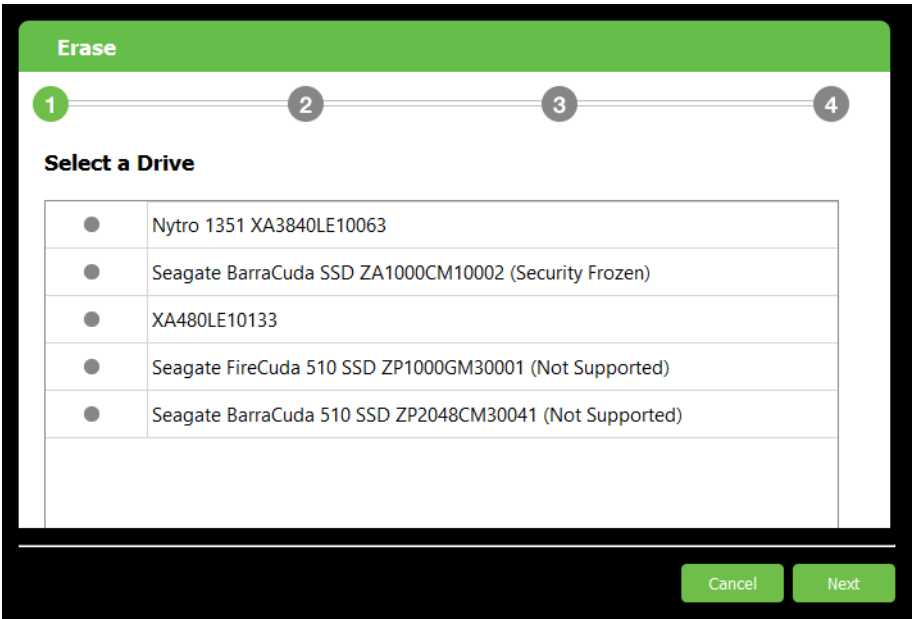 Erase
1 2 3 4
Select a Drive
Nytro 1351 XA3840LE10063
Seagate BarraCuda SSD ZA1000CM10002 (Security Frozen)
XA480LE10133
Seagate FireCuda 510 SSD ZP1000GM30001 (Not Supported)
Seagate BarraCuda 510 SSD ZP2048CM30041 (Not Supported)
Cancel Next